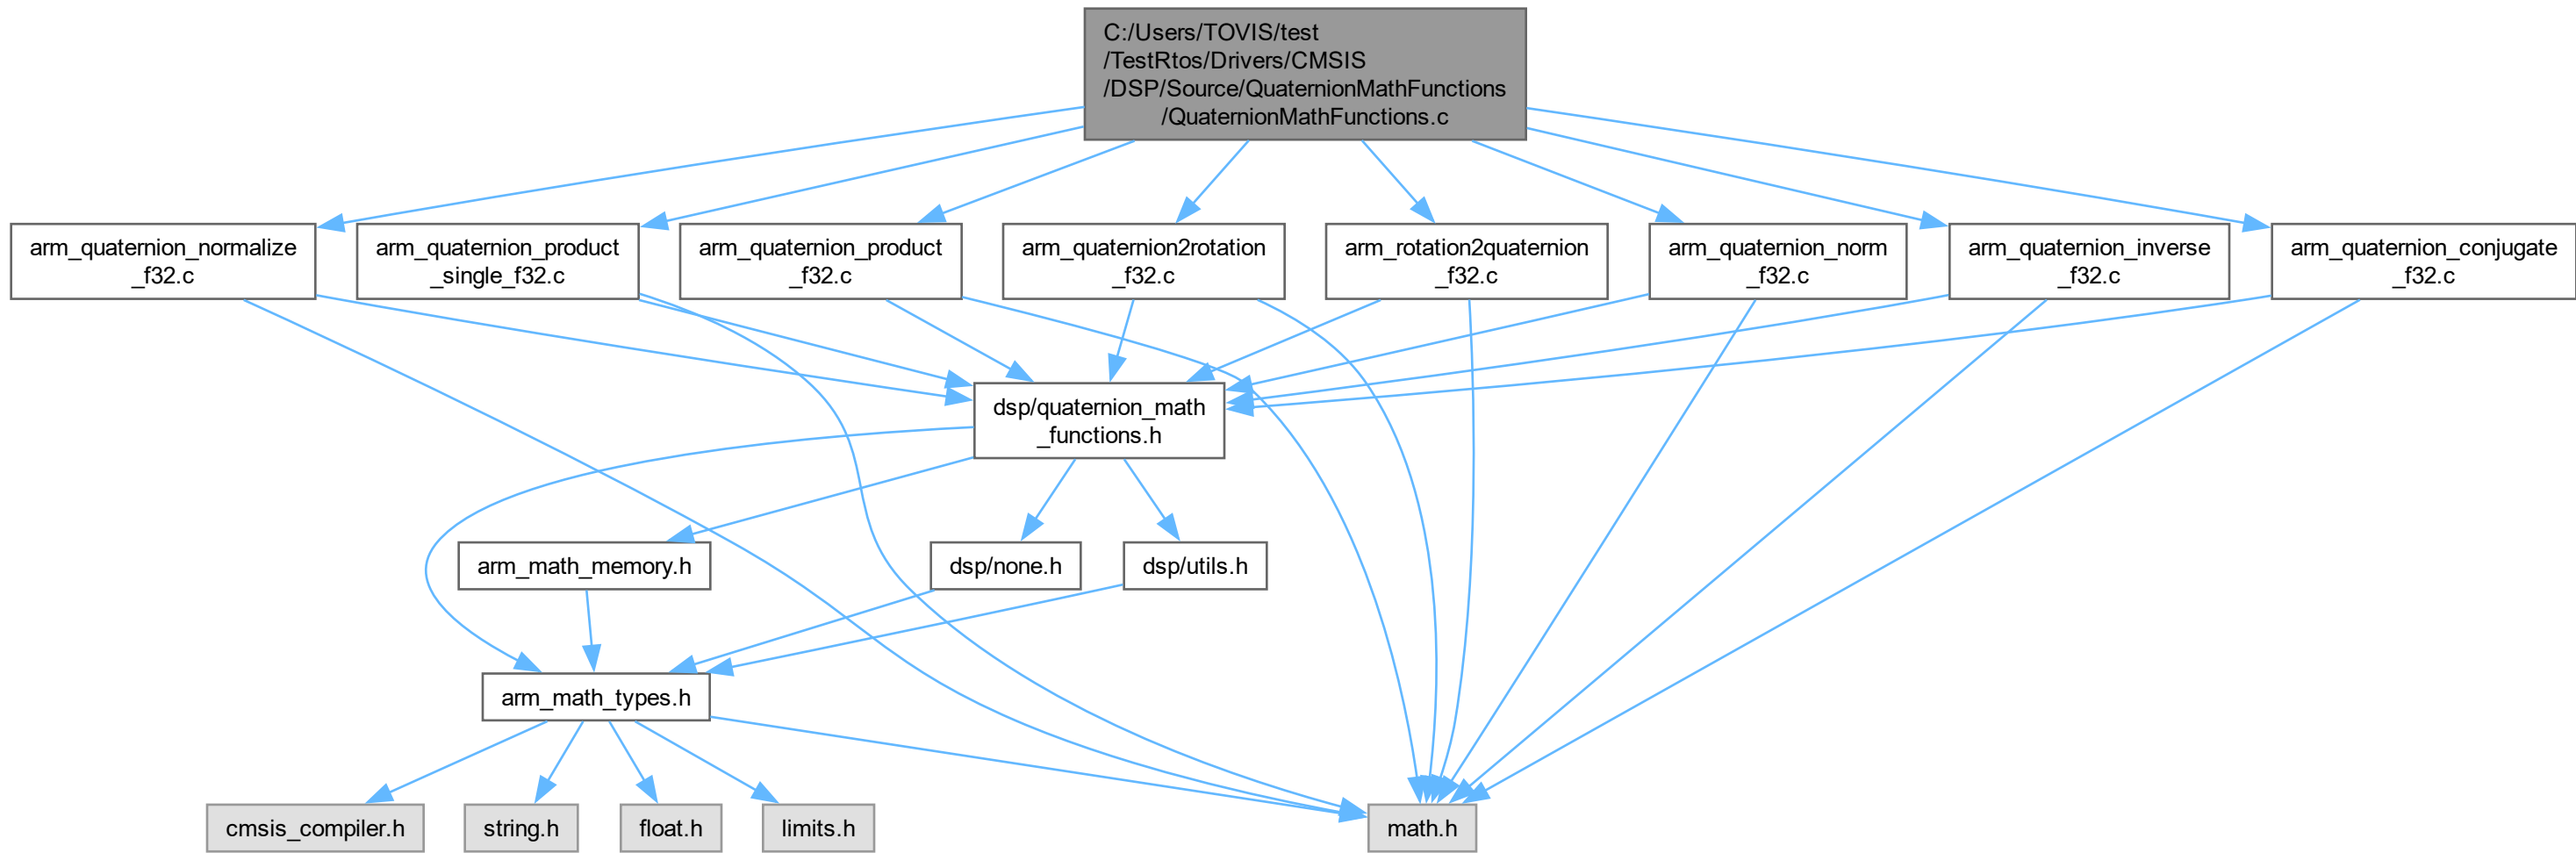 C:/Users/TOVIS/test
/TestRtos/Drivers/CMSIS
/DSP/Source/QuaternionMathFunctions
/QuaternionMathFunctions.c
arm_quaternion_normalize
_f32.c
arm_quaternion_product
_single_f32.c
arm_quaternion_product
_f32.c
arm_quaternion2rotation
_f32.c
arm_rotation2quaternion
_f32.c
arm_quaternion_norm
_f32.c
arm_quaternion_inverse
_f32.c
arm_quaternion_conjugate
_f32.c
dsp/quaternion_math
_functions.h
arm_math_memory.h
dsp/none.h
dsp/utils.h
arm_math_types.h
cmsis_compiler.h
string.h
float.h
limits.h
math.h